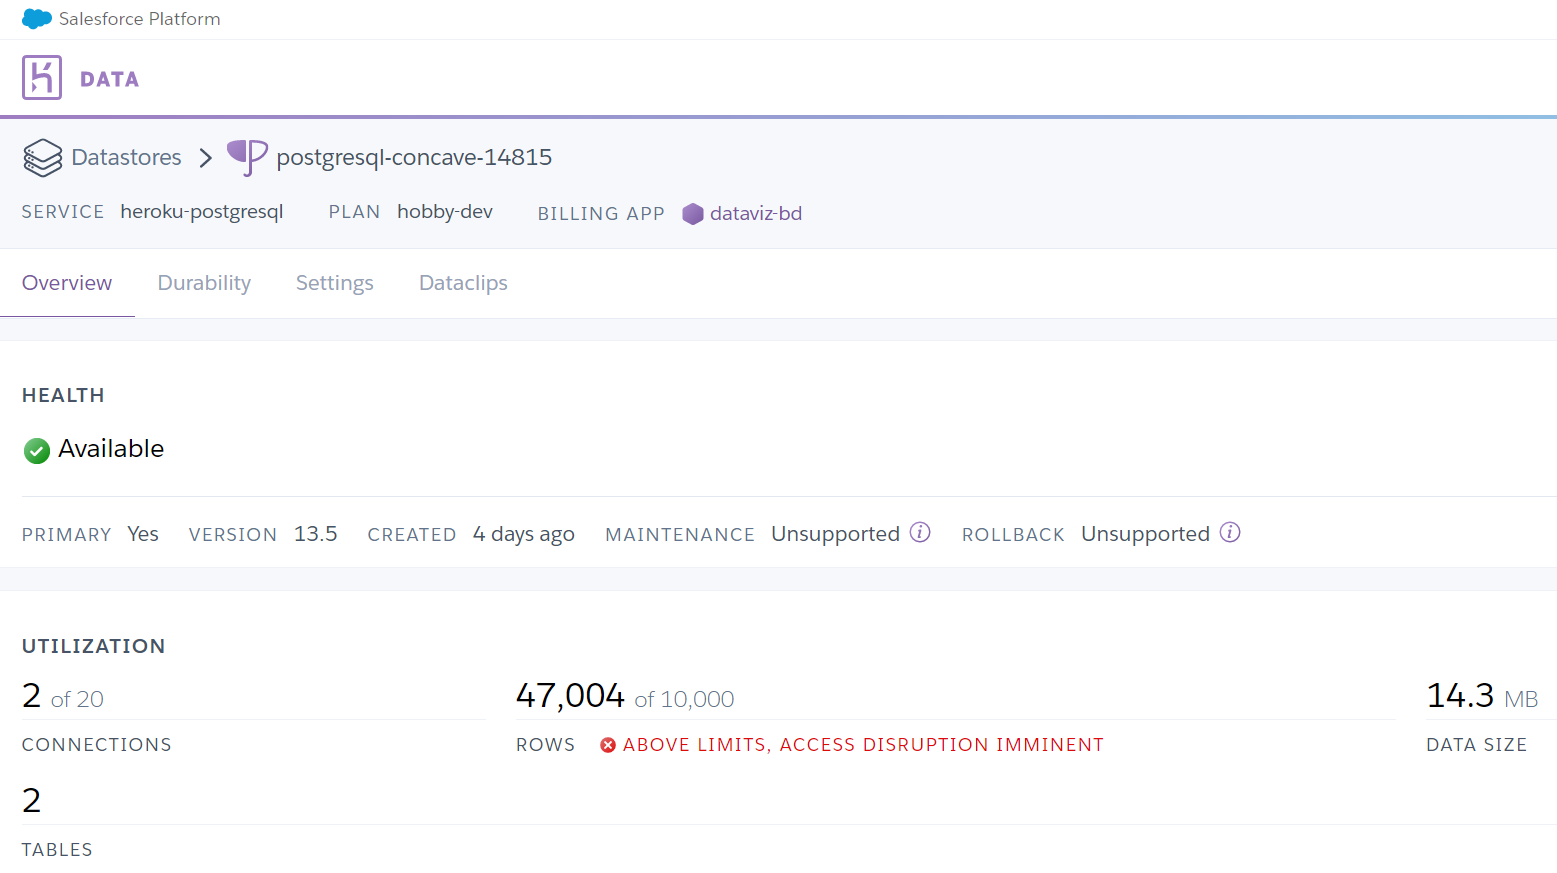 Salesforce Platform
DATA
Datastores postgresql-concave-14815
SERVICE heroku-postgresql PLAN hobby-dev BILLING APP dataviz-bd
Overview Durability Settings Dataclips
HEALTH
Available
PRIMARY Yes VERSION 13.5 CREATED 4 days ago MAINTENANCE Unsupported ROLLBACK Unsupported
UTILIZATION
2 of 20 47,004 of 10,000 14.3 MB
CONNECTIONS ROWS ABOVE LIMITS, ACCESS DISRUPTION IMMINENT DATA SIZE
2
TABLES